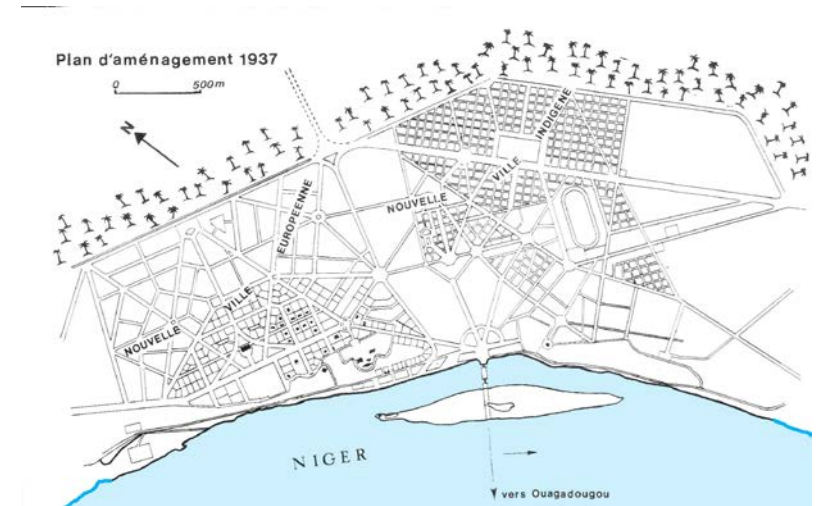 Plan d'aménagement 1937
0 500m
N
NOUVELLE VILLE EUROPEENNE
NOUVELLE VILLE INDIGENE
NIGER
vers Ouagadougou